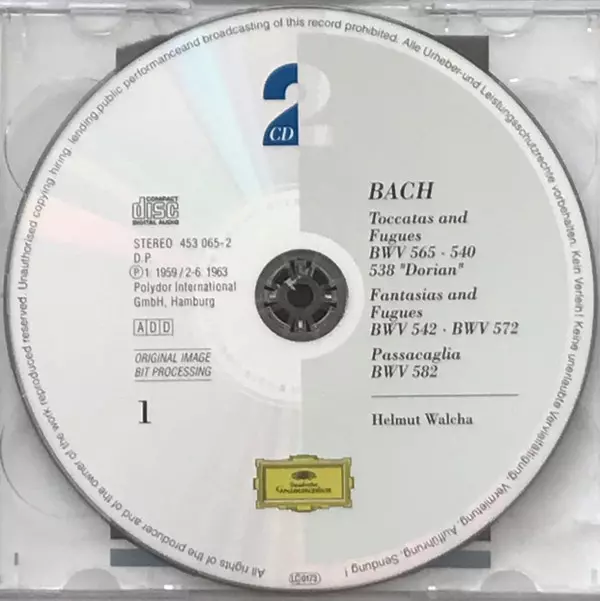 All rights of the producer and of the owner of the work reproduced reserved. Unauthorised copying, hiring, lending, public performanceand broadcasting of this record prohibited. Alle Urheber-und Leistungsschutzrechte vorbehalten. Kein Verleih! Keine unerlaubte Vervielfältigung, Vermietung, Aufführung, Sendung!
2
CD
COMPACT
disc
DIGITAL AUDIO
STEREO 453 065-2
D.P.
Ⓟ 1: 1959 / 2-6: 1963
Polydor International
GmbH, Hamburg
ADD
ORIGINAL IMAGE
BIT PROCESSING
1
BACH
Toccatas and
Fugues
BWV 565 · 540
538 "Dorian"
Fantasias and
Fugues
BWV 542 · BWV 572
Passacaglia
BWV 582
Helmut Walcha
Deutsche
Grammophon
LC 0173